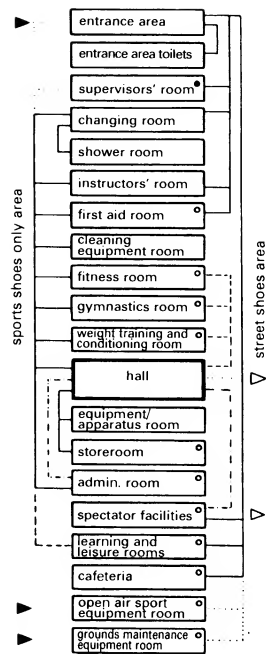 entrance area
entrance area toilets
supervisors' room
changing room
shower room
instructors' room
first aid room
cleaning
equipment room
fitness room
gymnastics room
weight training and
conditioning room
hall
equipment/
apparatus room
storeroom
admin. room
spectator facilities
learning and
leisure rooms
cafeteria
open air sport
equipment room
grounds maintenance
equipment room
sports shoes only area
street shoes area